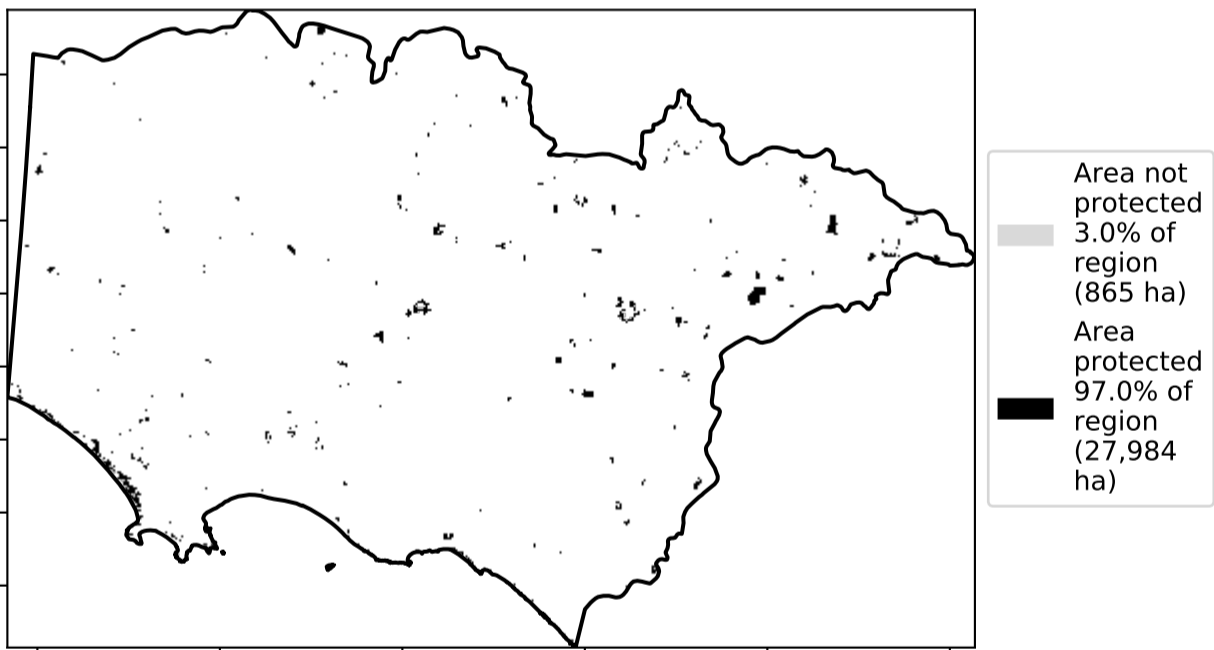 Area not
protected
3.0% of
region
(865 ha)
Area
protected
97.0% of
region
(27,984
ha)